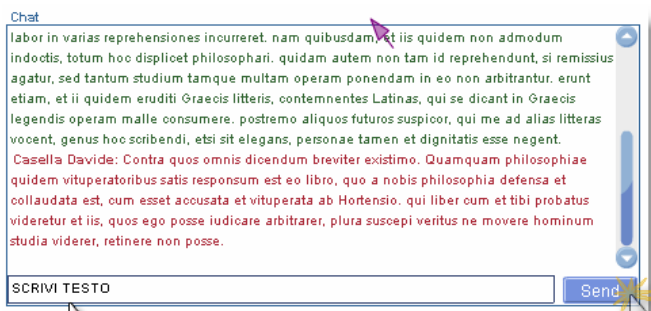 Chat
labor in varias reprehensiones incurreret. nam quibusdam, et iis quidem non admodum
indoctis, totum hoc displicet philosophari. quidam autem non tam id reprehendunt, si remissius
agatur, sed tantum studium tamque multam operam ponendam in eo non arbitrantur. erunt
etiam, et ii quidem eruditi Graecis litteris, contemnentes Latinas, qui se dicant in Graecis
legendis operam malle consumere. postremo aliquos futuros suspicor, qui me ad alias litteras
vocent, genus hoc scribendi, etsi sit elegans, personae tamen et dignitatis esse negent.
Casella Davide: Contra quos omnis dicendum breviter existimo. Quamquam philosophiae
quidem vituperatoribus satis responsum est eo libro, quo a nobis philosophia defensa et
collaudata est, cum esset accusata et vituperata ab Hortensio. qui liber cum et tibi probatus
videretur et iis, quos ego posse iudicare arbitrarer, plura suscepi veritus ne movere hominum
studia viderer, retinere non posse.
SCRIVI TESTO
Send